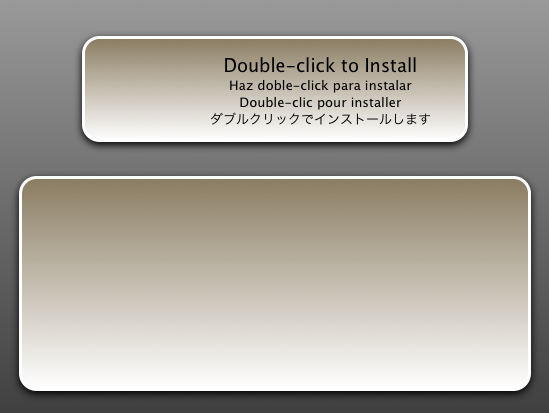 Double-click to Install
Haz doble-click para instalar
Double-clic pour installer
ダブルクリックでインストールします